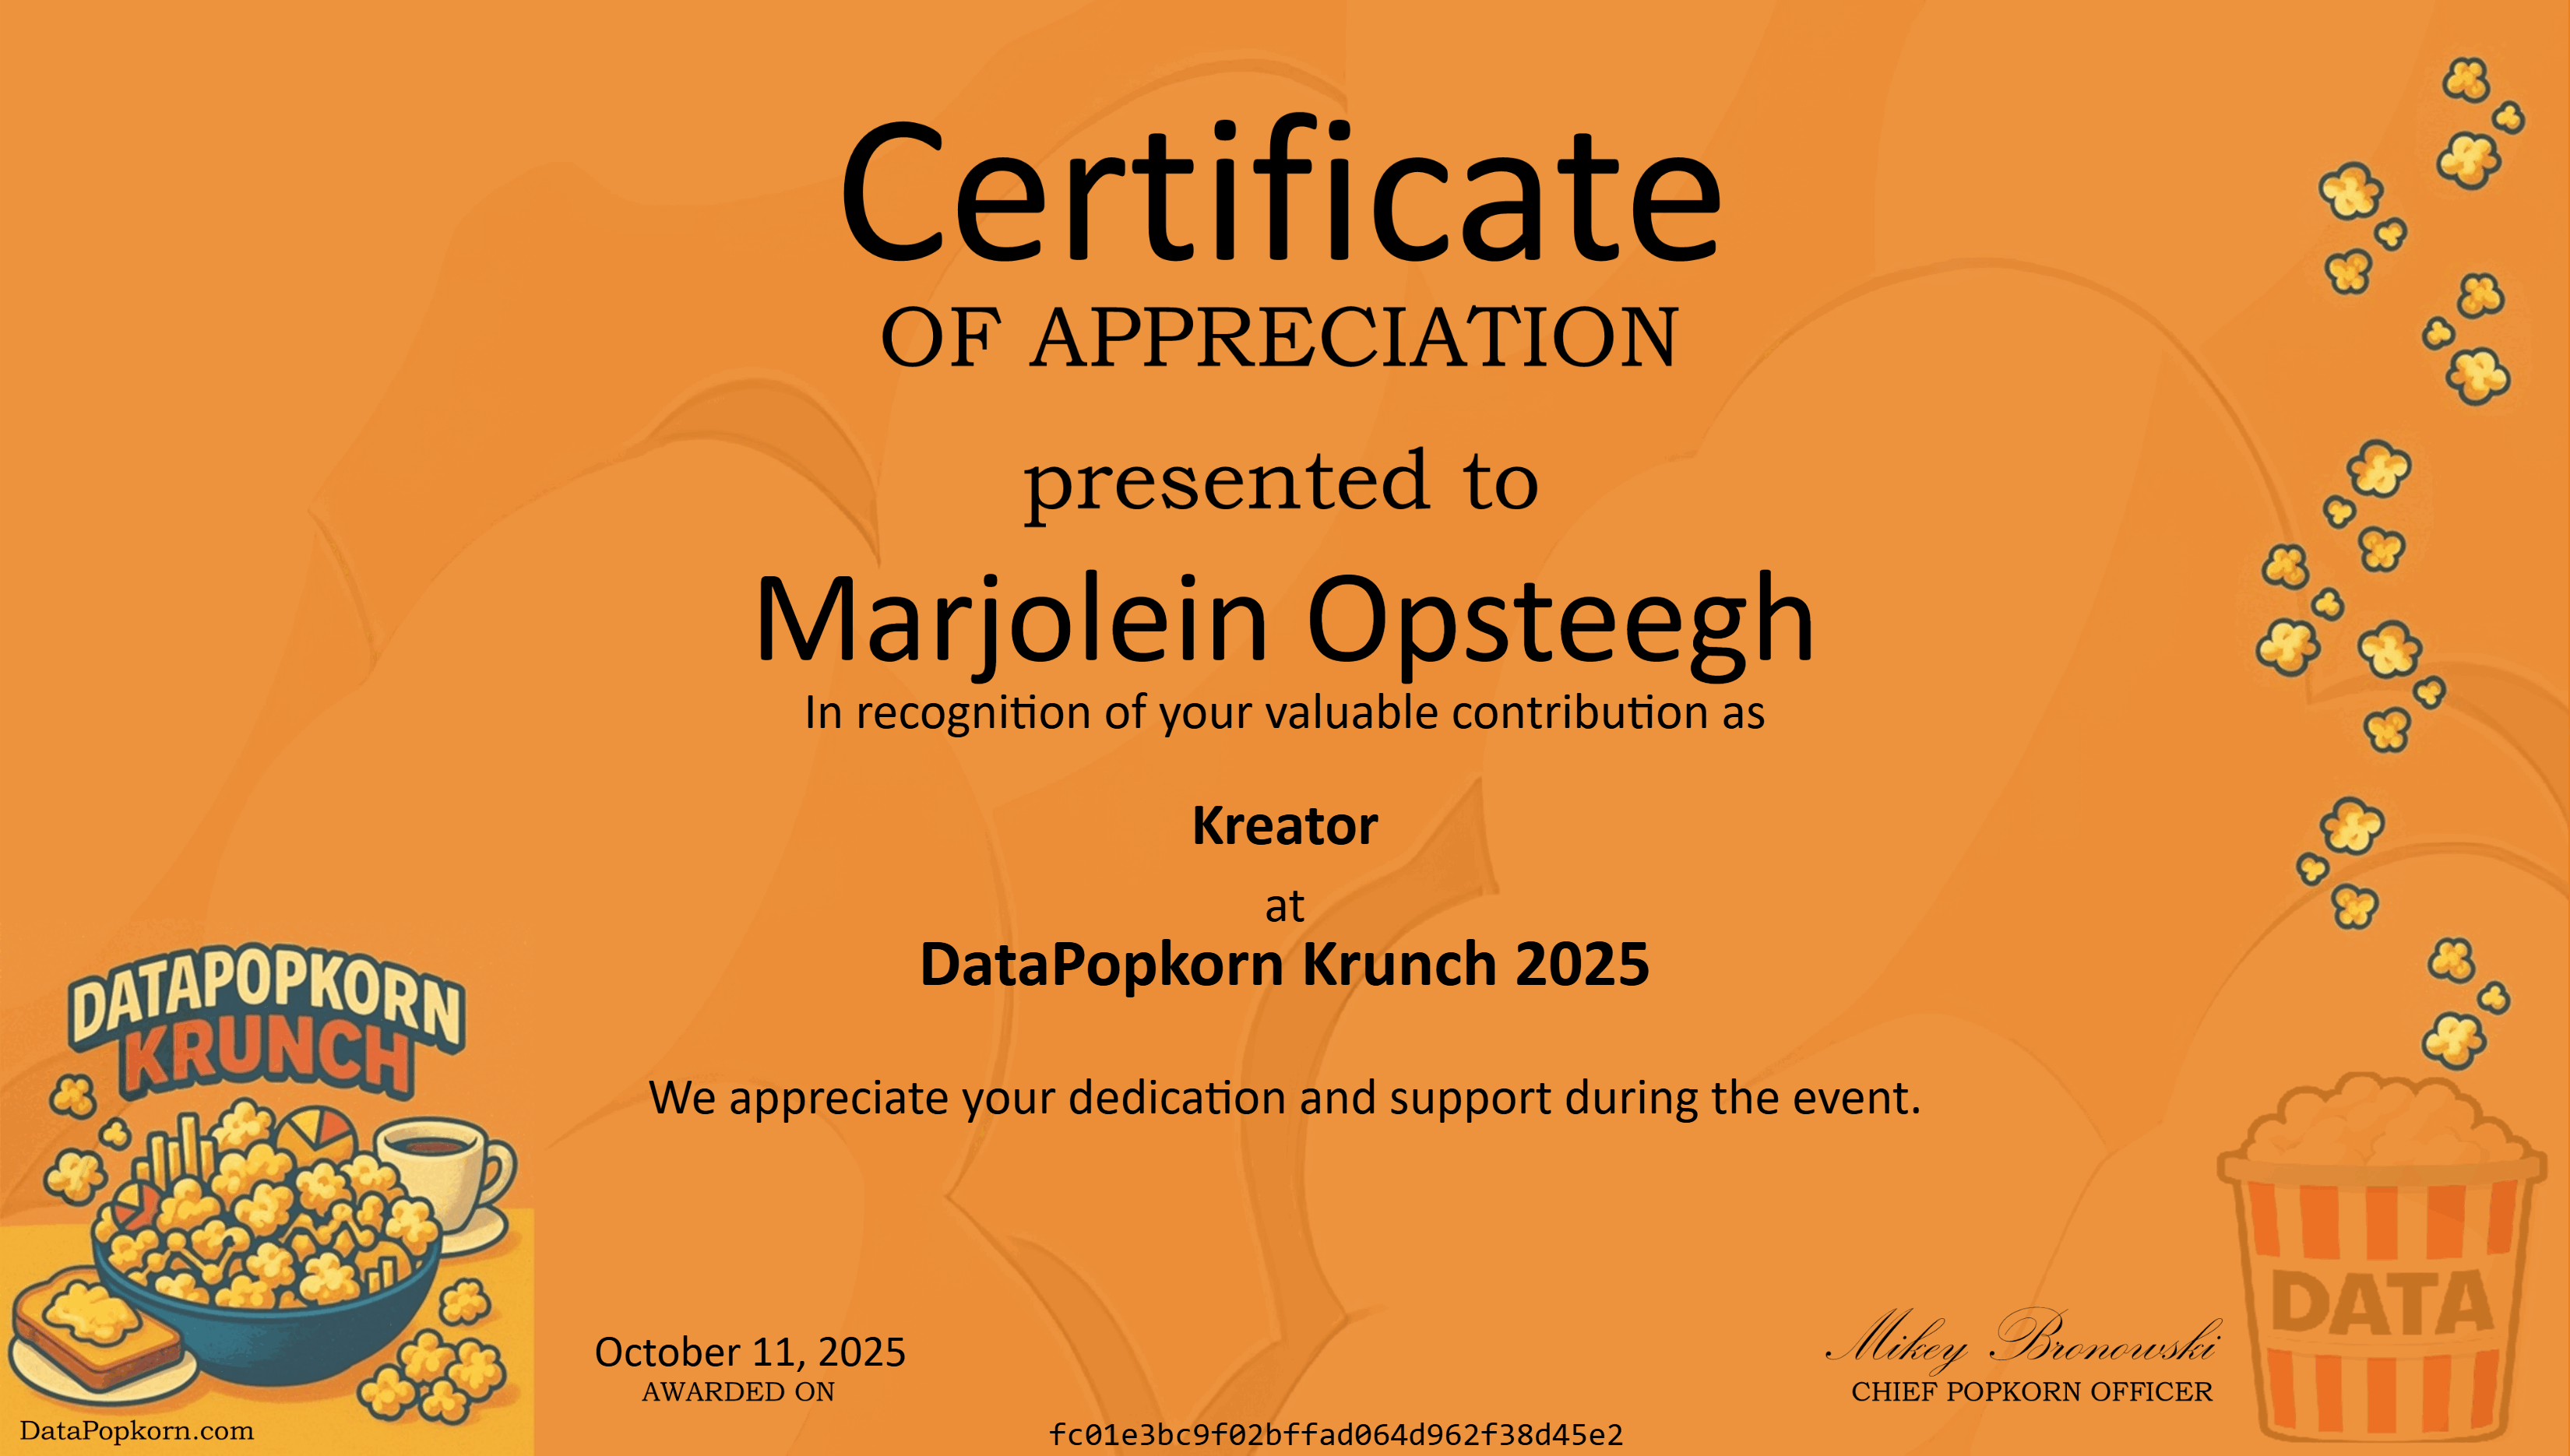 Certificate
OF APPRECIATION
presented to
Marjolein Opsteegh
In recognition of your valuable contribution as
Kreator
at
DataPopkorn Krunch 2025
We appreciate your dedication and support during the event.
DATAPOPKORN
KRUNCH
DATA
October 11, 2025
AWARDED ON
Mikey Bronowski
CHIEF POPKORN OFFICER
DataPopkorn.com
fc01e3bc9f02bffad064d962f38d45e2